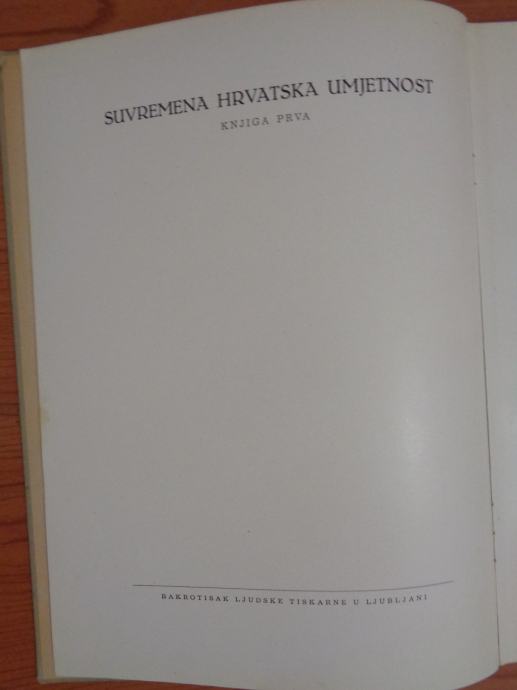 SUVREMENA HRVATSKA UMJETNOST
KNJIGA PRVA
BAKROTISAK LJUDSKE TISKARNE U LJUBLJANI